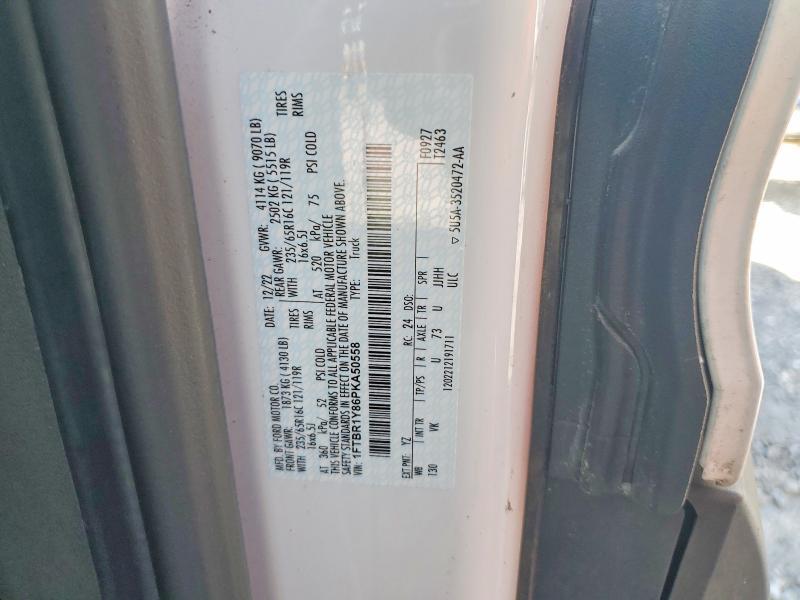 MFD. BY FORD MOTOR CO.
DATE: 12/22 GVWR: 4114 KG ( 9070 LB)
FRONT GAWR: 1873 KG ( 4130 LB) REAR GAWR: 2502 KG ( 5515 LB)
WITH 235/65R16C 121/119R TIRES WITH 235/65R16C 121/119R TIRES
16x6.5J RIMS 16x6.5J RIMS
AT 360 kPa/ 52 PSI COLD AT 520 kPa/ 75 PSI COLD
THIS VEHICLE CONFORMS TO ALL APPLICABLE FEDERAL MOTOR VEHICLE
SAFETY STANDARDS IN EFFECT ON THE DATE OF MANUFACTURE SHOWN ABOVE.
VIN: 1FTBR1Y86PKA50558 TYPE: Truck
F0927
T2463
EXT PNT: YZ RC: 24 DSO:
WB INT TR TP/PS R AXLE TR SPR
130 VK U 73 U JJHH
ULC
1202212191711 5U5A-3520472-AA